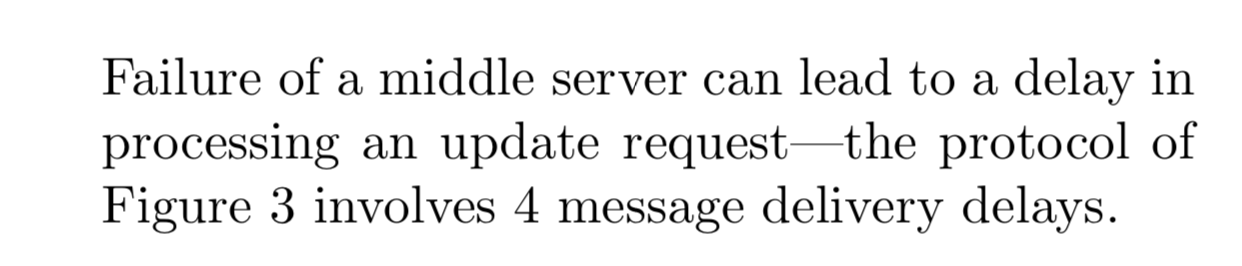 Failure of a middle server can lead to a delay in
processing an update request—the protocol of
Figure 3 involves 4 message delivery delays.